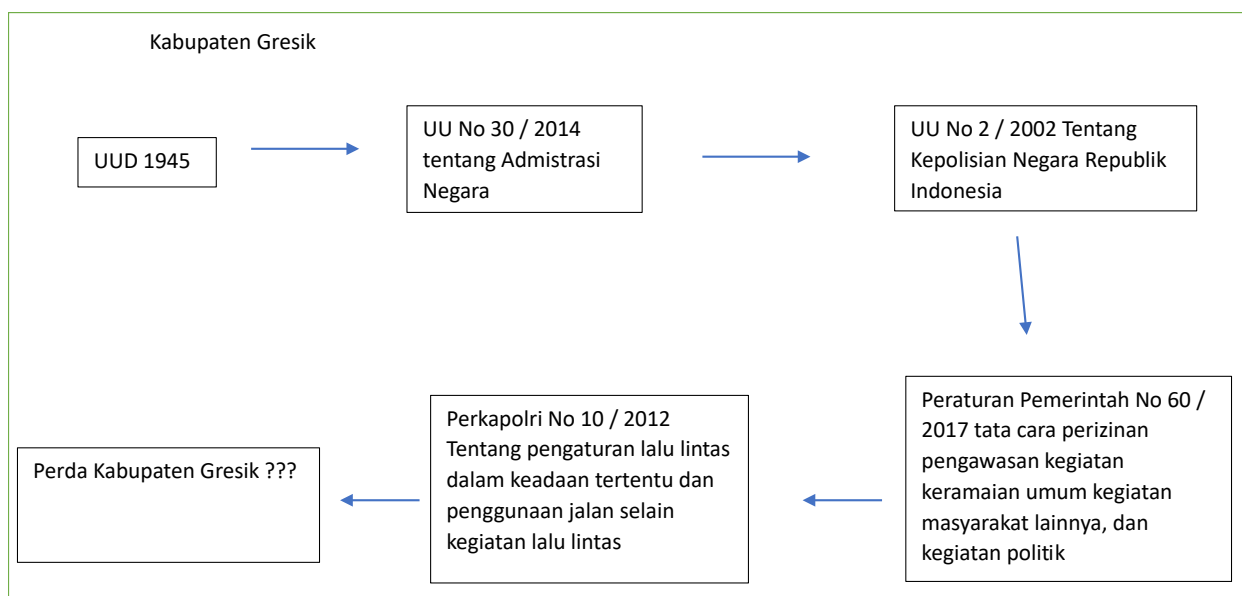 Kabupaten Gresik
UUD 1945
UU No 30 / 2014
tentang Admistrasi
Negara
UU No 2 / 2002 Tentang
Kepolisian Negara Republik
Indonesia
Peraturan Pemerintah No 60 /
2017 tata cara perizinan
pengawasan kegiatan
keramaian umum kegiatan
masyarakat lainnya, dan
kegiatan politik
Perkapolri No 10 / 2012
Tentang pengaturan lalu lintas
dalam keadaan tertentu dan
penggunaan jalan selain
kegiatan lalu lintas
Perda Kabupaten Gresik ???